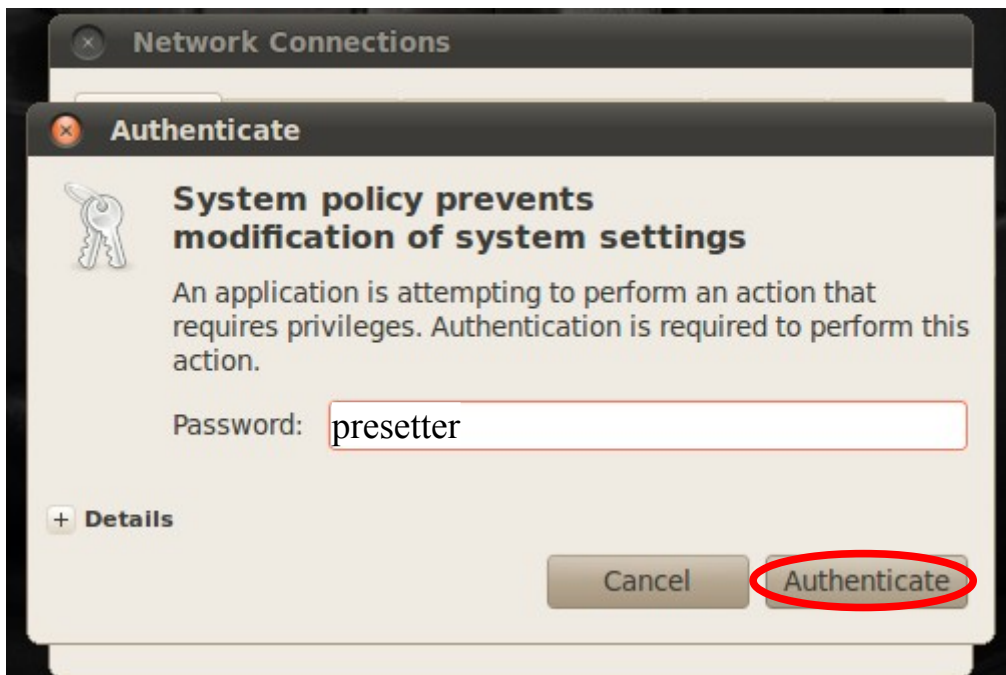 Network Connections
Authenticate
System policy prevents
modification of system settings
An application is attempting to perform an action that
requires privileges. Authentication is required to perform this
action.
Password: presetter
+ Details
Cancel Authenticate